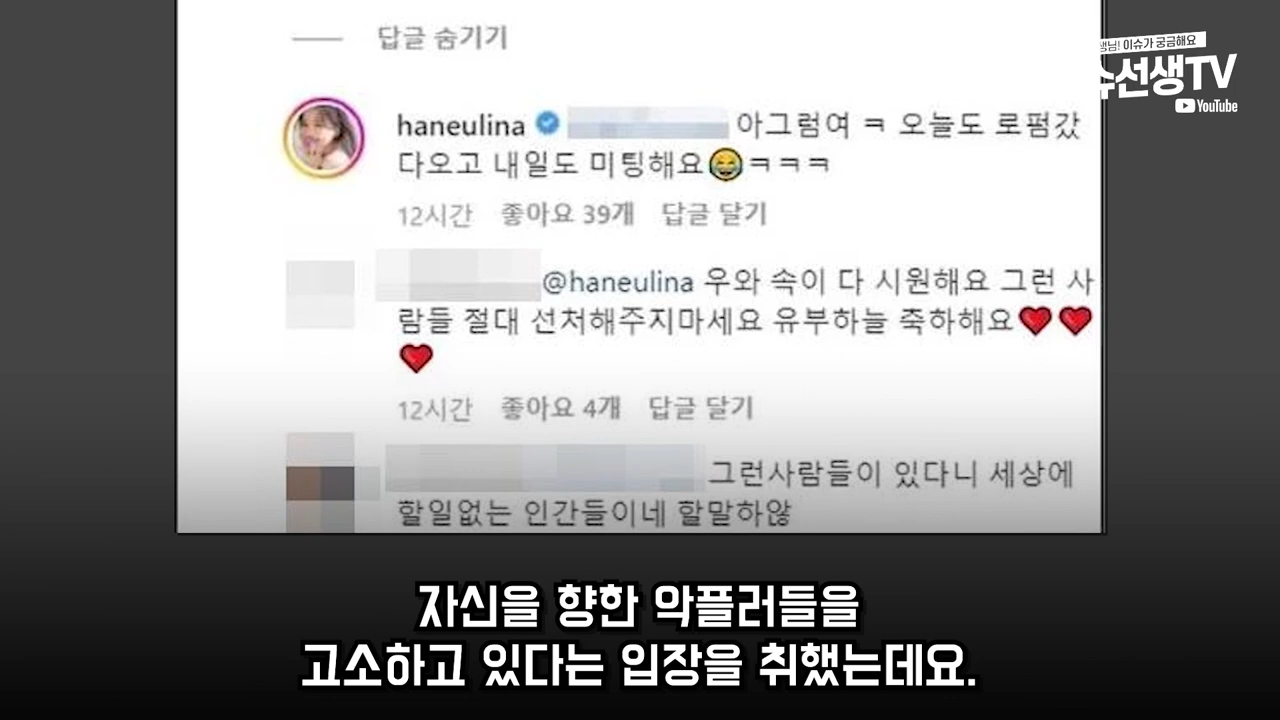 답글 숨기기
생님! 이슈가 궁금해요
수선생TV
YouTube
haneulina 아그럼여 ㅋ 오늘도 로펌갔
다오고 내일도 미팅해요😂ㅋㅋㅋ
12시간 좋아요 39개 답글 달기
@haneulina 우와 속이 다 시원해요 그런 사
람들 절대 선처해주지마세요 유부하늘 축하해요❤️❤️
❤️
12시간 좋아요 4개 답글 달기
그런사람들이 있다니 세상에
할일없는 인간들이네 할말하않
자신을 향한 악플러들을
고소하고 있다는 입장을 취했는데요.